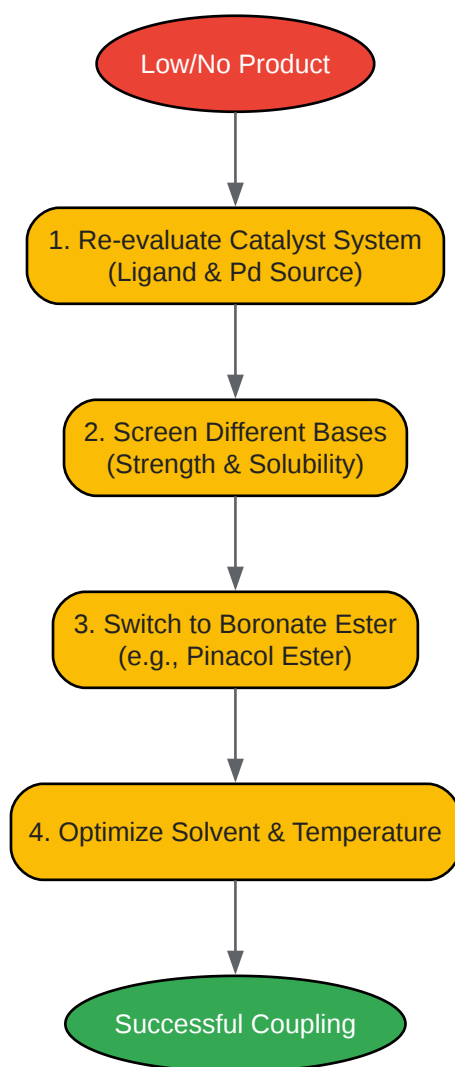 Low/No Product
1. Re-evaluate Catalyst System
(Ligand & Pd Source)
2. Screen Different Bases
(Strength & Solubility)
3. Switch to Boronate Ester
(e.g., Pinacol Ester)
4. Optimize Solvent & Temperature
Successful Coupling